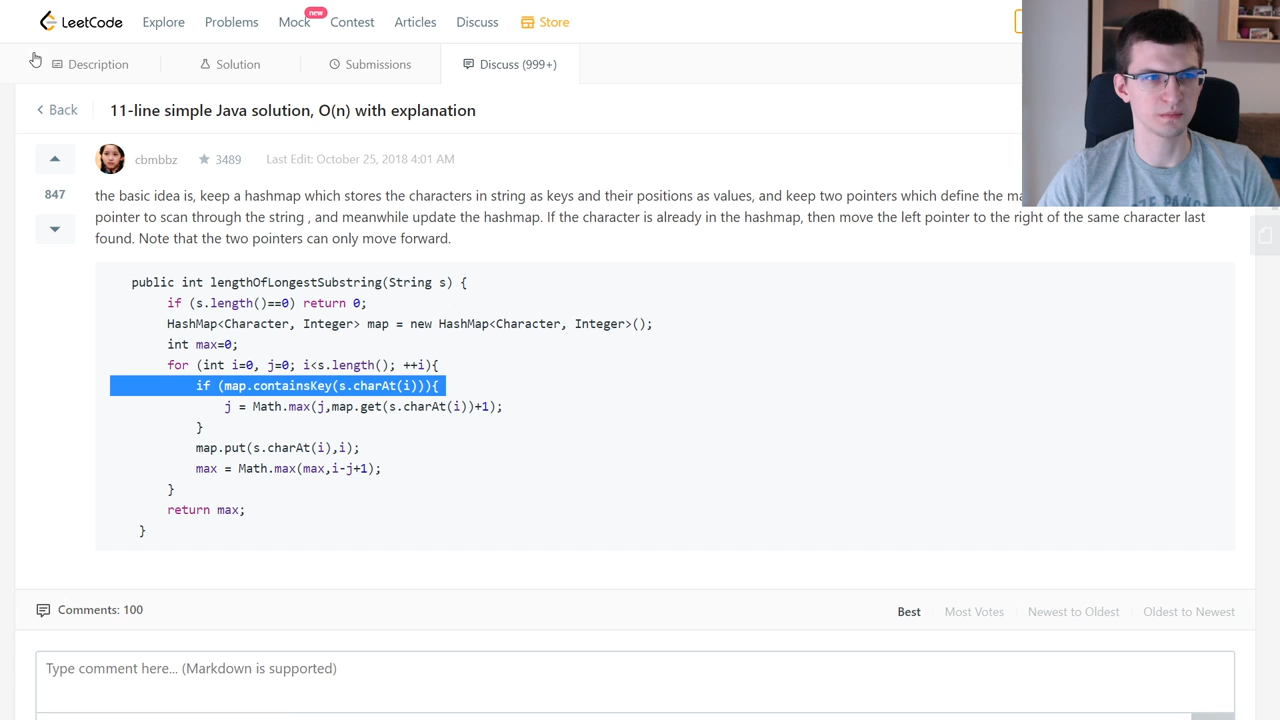 LeetCode Explore Problems Mock new Contest Articles Discuss Store
Description Solution Submissions Discuss (999+)
Back 11-line simple Java solution, O(n) with explanation
cbmbbz 3489 Last Edit: October 25, 2018 4:01 AM
847
the basic idea is, keep a hashmap which stores the characters in string as keys and their positions as values, and keep two pointers which define the
pointer to scan through the string , and meanwhile update the hashmap. If the character is already in the hashmap, then move the left pointer to the right of the same character last
found. Note that the two pointers can only move forward.
public int lengthOfLongestSubstring(String s) {
if (s.length()==0) return 0;
HashMap<Character, Integer> map = new HashMap<Character, Integer>();
int max=0;
for (int i=0, j=0; i<s.length(); ++i){
if (map.containsKey(s.charAt(i))){
j = Math.max(j,map.get(s.charAt(i))+1);
}
map.put(s.charAt(i),i);
max = Math.max(max,i-j+1);
}
return max;
}
Comments: 100 Best Most Votes Newest to Oldest Oldest to Newest
Type comment here... (Markdown is supported)